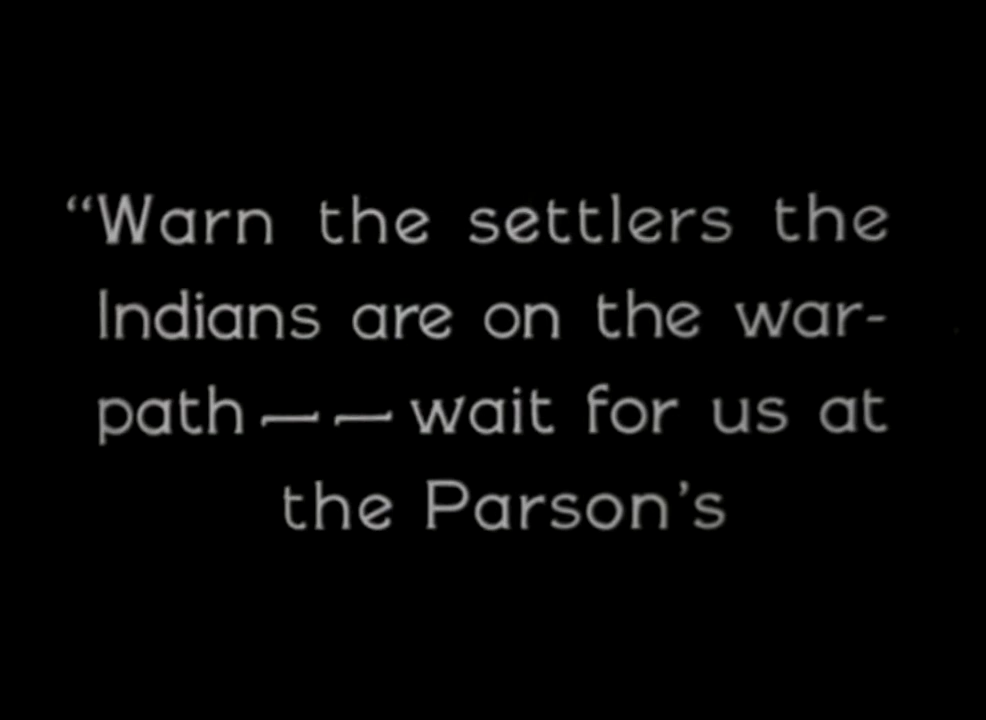 “Warn the settlers the
Indians are on the war-
path — — wait for us at
the Parson’s